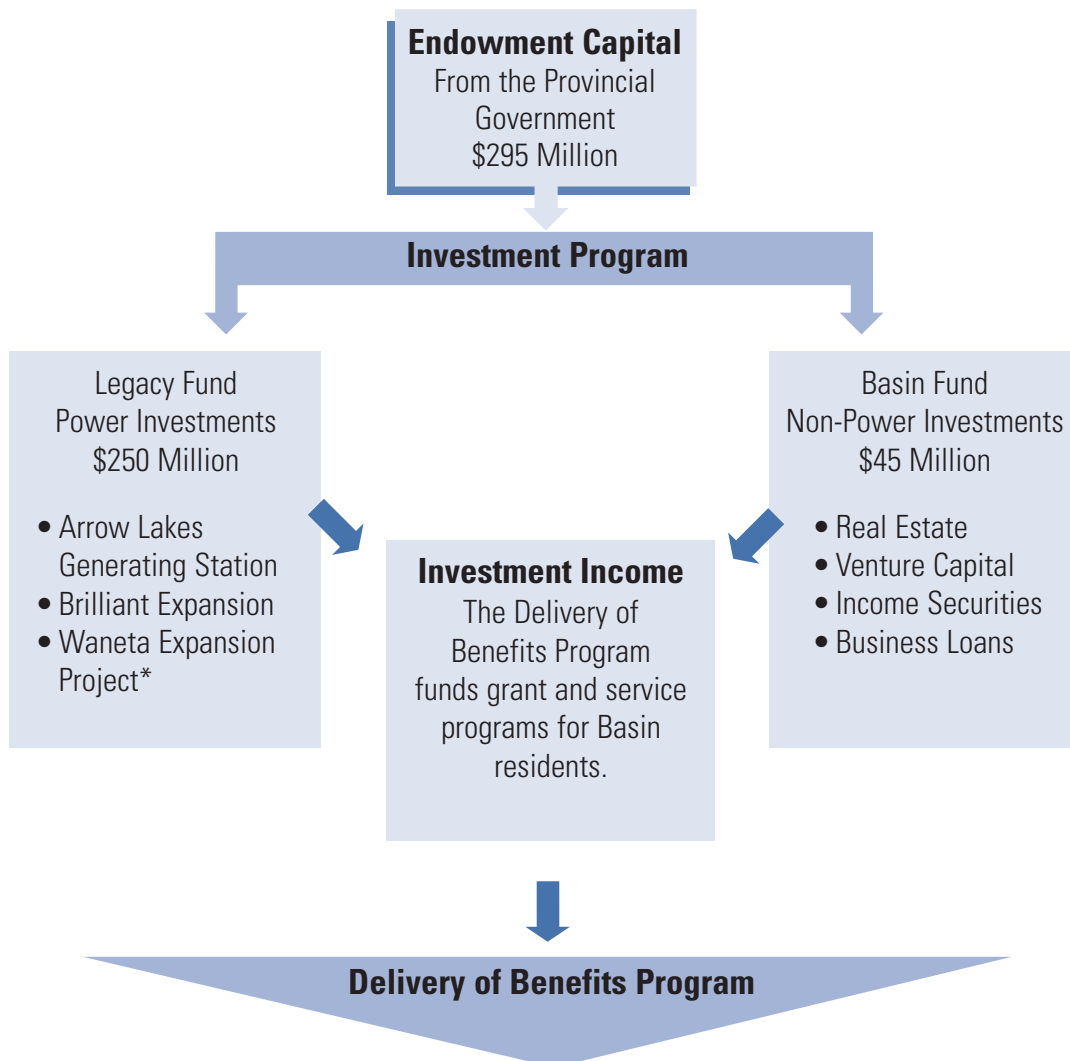 Endowment Capital
From the Provincial
Government
$295 Million
Investment Program
Legacy Fund
Power Investments
$250 Million
• Arrow Lakes
Generating Station
• Brilliant Expansion
• Waneta Expansion
Project*
Basin Fund
Non-Power Investments
$45 Million
• Real Estate
• Venture Capital
• Income Securities
• Business Loans
Investment Income
The Delivery of
Benefits Program
funds grant and service
programs for Basin
residents.
Delivery of Benefits Program